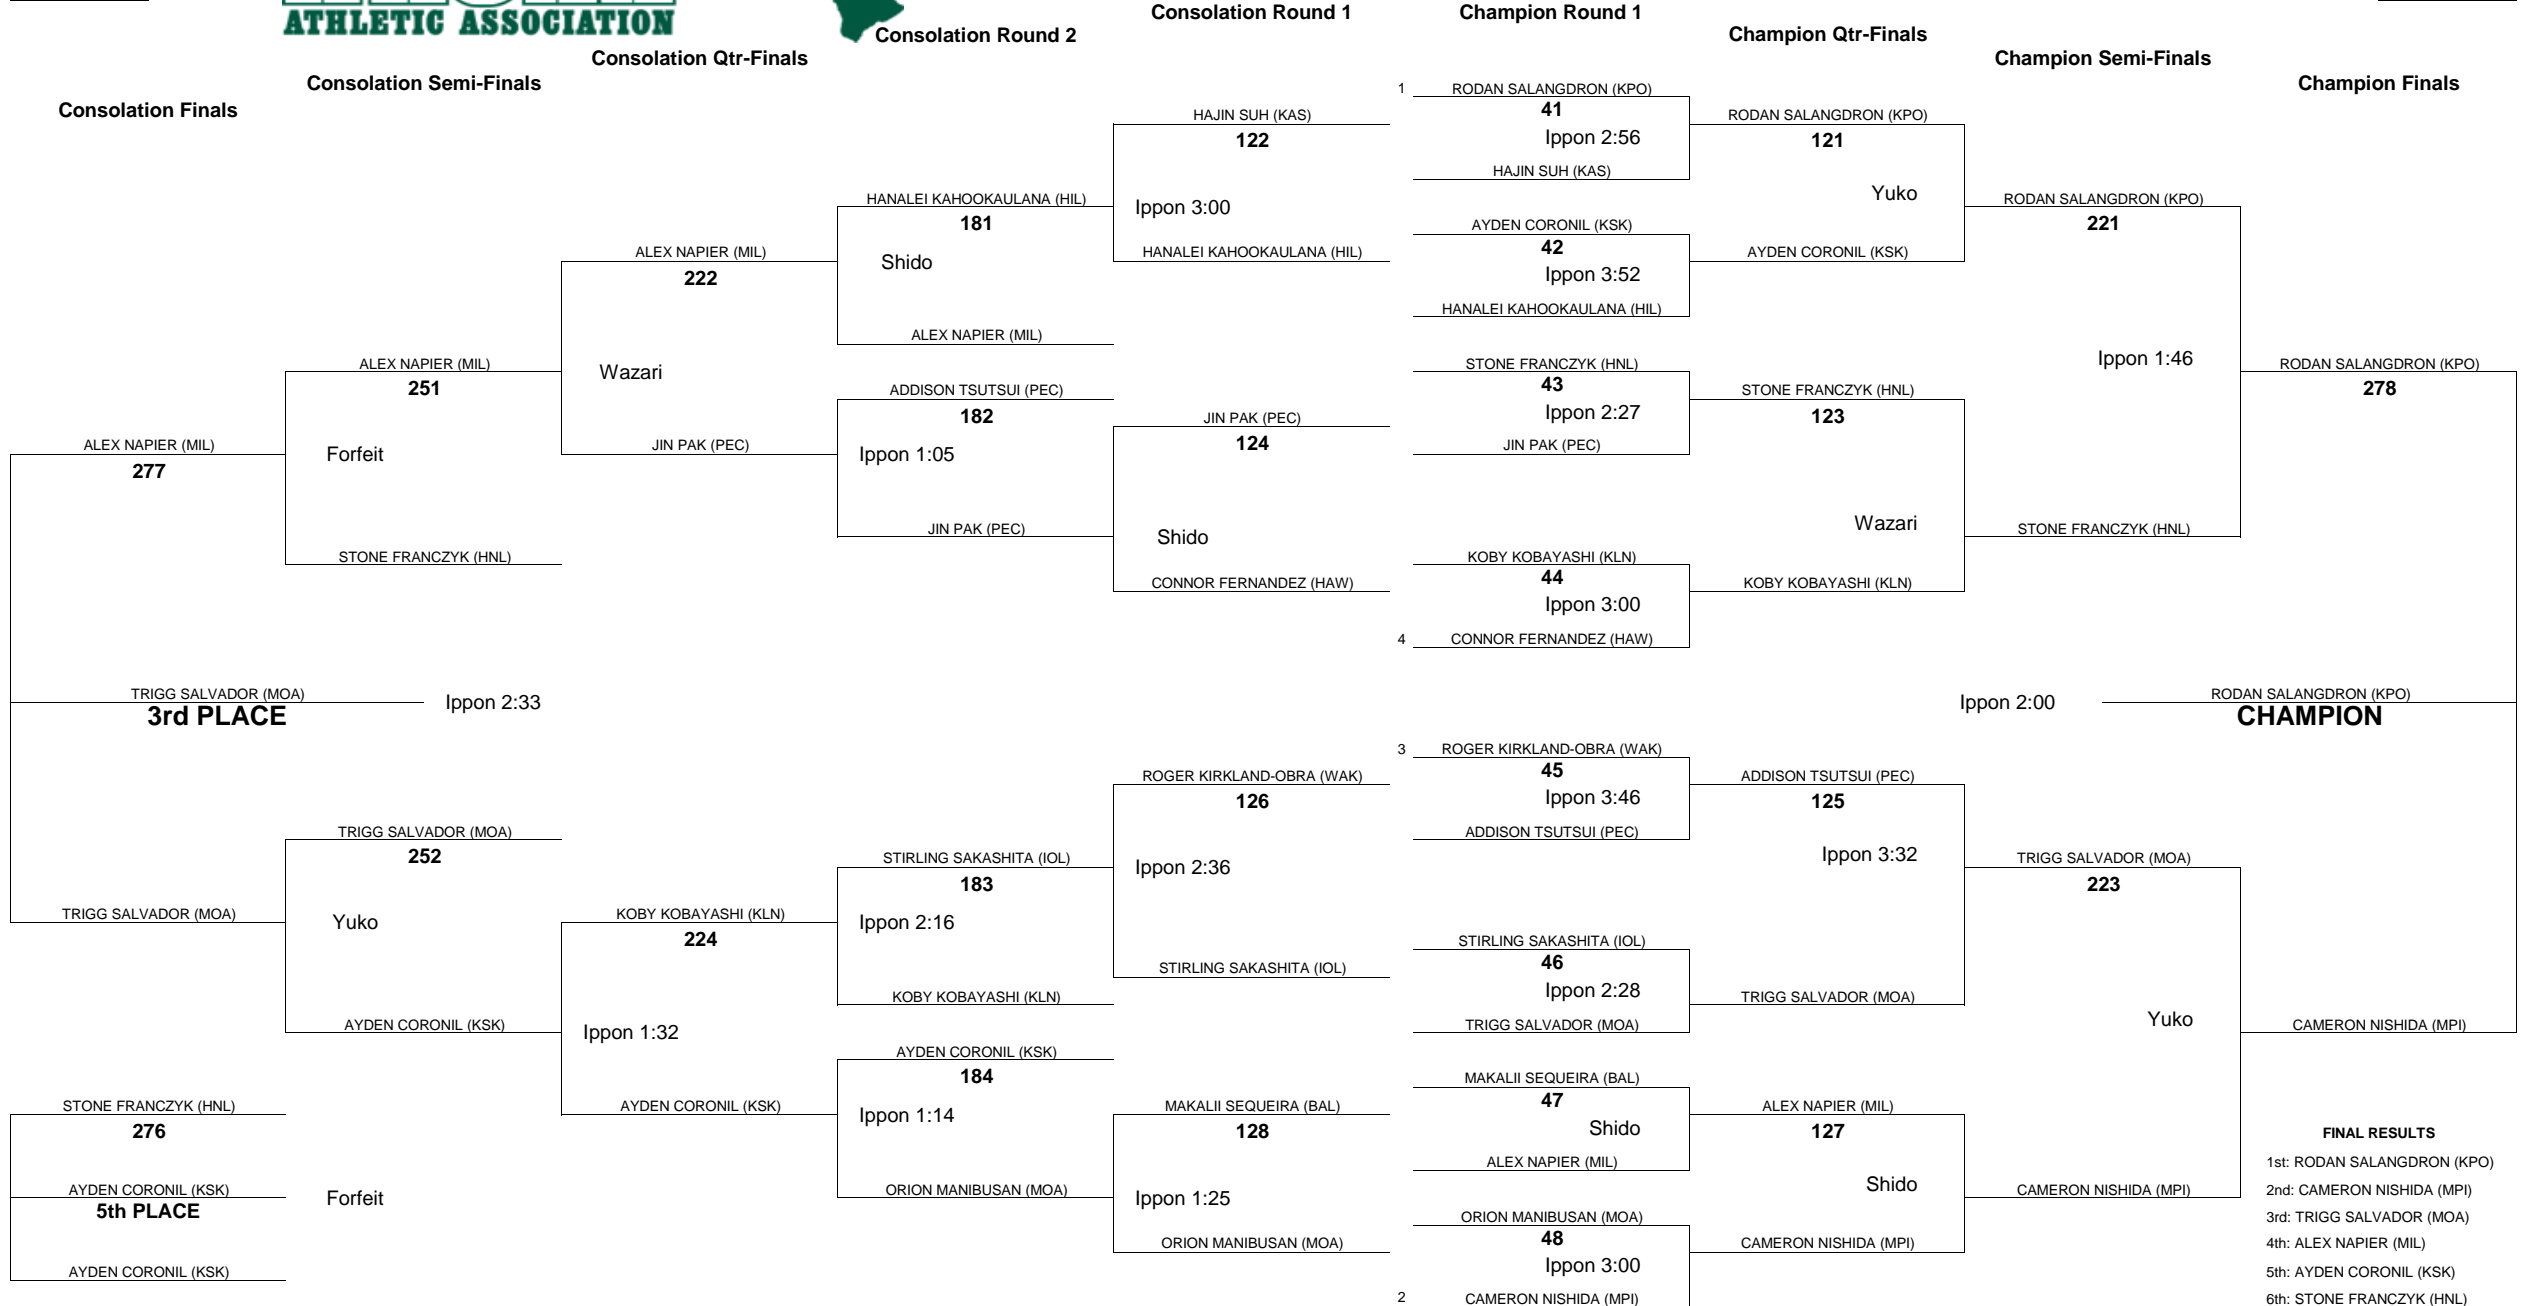 ATHLETIC ASSOCIATION
Consolation Finals
Consolation Semi-Finals
Consolation Qtr-Finals
Consolation Round 2
Consolation Round 1
Champion Round 1
Champion Qtr-Finals
Champion Semi-Finals
Champion Finals
ALEX NAPIER (MIL)
277
TRIGG SALVADOR (MOA)
3rd PLACE
Ippon 2:33
TRIGG SALVADOR (MOA)
STONE FRANCZYK (HNL)
276
AYDEN CORONIL (KSK)
5th PLACE
Forfeit
AYDEN CORONIL (KSK)
ALEX NAPIER (MIL)
251
Forfeit
STONE FRANCZYK (HNL)
TRIGG SALVADOR (MOA)
252
Yuko
AYDEN CORONIL (KSK)
ALEX NAPIER (MIL)
222
Wazari
JIN PAK (PEC)
KOBY KOBAYASHI (KLN)
224
Ippon 1:32
AYDEN CORONIL (KSK)
HANALEI KAHOOKAULANA (HIL)
181
Shido
ALEX NAPIER (MIL)
ADDISON TSUTSUI (PEC)
182
Ippon 1:05
JIN PAK (PEC)
STIRLING SAKASHITA (IOL)
183
Ippon 2:16
KOBY KOBAYASHI (KLN)
AYDEN CORONIL (KSK)
184
Ippon 1:14
ORION MANIBUSAN (MOA)
HAJIN SUH (KAS)
122
Ippon 3:00
HANALEI KAHOOKAULANA (HIL)
JIN PAK (PEC)
124
Shido
CONNOR FERNANDEZ (HAW)
ROGER KIRKLAND-OBRA (WAK)
126
Ippon 2:36
STIRLING SAKASHITA (IOL)
MAKALII SEQUEIRA (BAL)
128
Ippon 1:25
ORION MANIBUSAN (MOA)
1 RODAN SALANGDRON (KPO)
41
Ippon 2:56
HAJIN SUH (KAS)
AYDEN CORONIL (KSK)
42
Ippon 3:52
HANALEI KAHOOKAULANA (HIL)
STONE FRANCZYK (HNL)
43
Ippon 2:27
JIN PAK (PEC)
KOBY KOBAYASHI (KLN)
44
Ippon 3:00
4 CONNOR FERNANDEZ (HAW)
3 ROGER KIRKLAND-OBRA (WAK)
45
Ippon 3:46
ADDISON TSUTSUI (PEC)
STIRLING SAKASHITA (IOL)
46
Ippon 2:28
TRIGG SALVADOR (MOA)
MAKALII SEQUEIRA (BAL)
47
Shido
ALEX NAPIER (MIL)
ORION MANIBUSAN (MOA)
48
Ippon 3:00
2 CAMERON NISHIDA (MPI)
RODAN SALANGDRON (KPO)
121
Yuko
AYDEN CORONIL (KSK)
STONE FRANCZYK (HNL)
123
Wazari
KOBY KOBAYASHI (KLN)
ADDISON TSUTSUI (PEC)
125
Ippon 3:32
TRIGG SALVADOR (MOA)
ALEX NAPIER (MIL)
127
Shido
CAMERON NISHIDA (MPI)
RODAN SALANGDRON (KPO)
221
Ippon 1:46
STONE FRANCZYK (HNL)
TRIGG SALVADOR (MOA)
223
Yuko
CAMERON NISHIDA (MPI)
RODAN SALANGDRON (KPO)
278
Ippon 2:00
RODAN SALANGDRON (KPO)
CHAMPION
CAMERON NISHIDA (MPI)
FINAL RESULTS
1st: RODAN SALANGDRON (KPO)
2nd: CAMERON NISHIDA (MPI)
3rd: TRIGG SALVADOR (MOA)
4th: ALEX NAPIER (MIL)
5th: AYDEN CORONIL (KSK)
6th: STONE FRANCZYK (HNL)